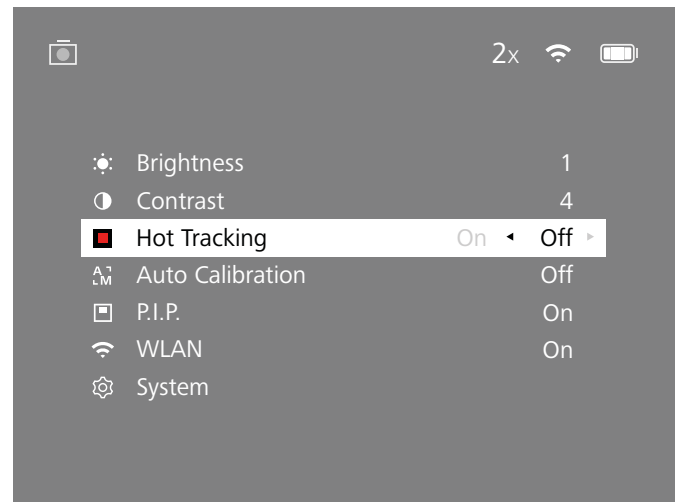 2x
Brightness 1
Contrast 4
Hot Tracking On Off
A M Auto Calibration Off
P.I.P. On
WLAN On
System